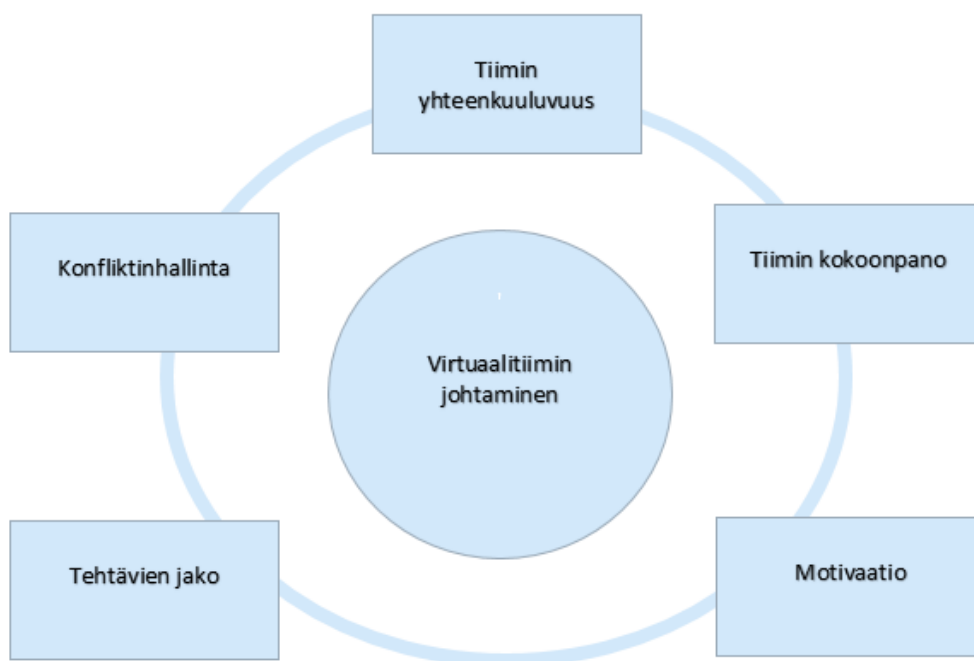 Tiimin
yhteenkuuluvuus
Tiimin kokoonpano
Konfliktinhallinta
Virtuaalitiimin
johtaminen
Tehtävien jako
Motivaatio